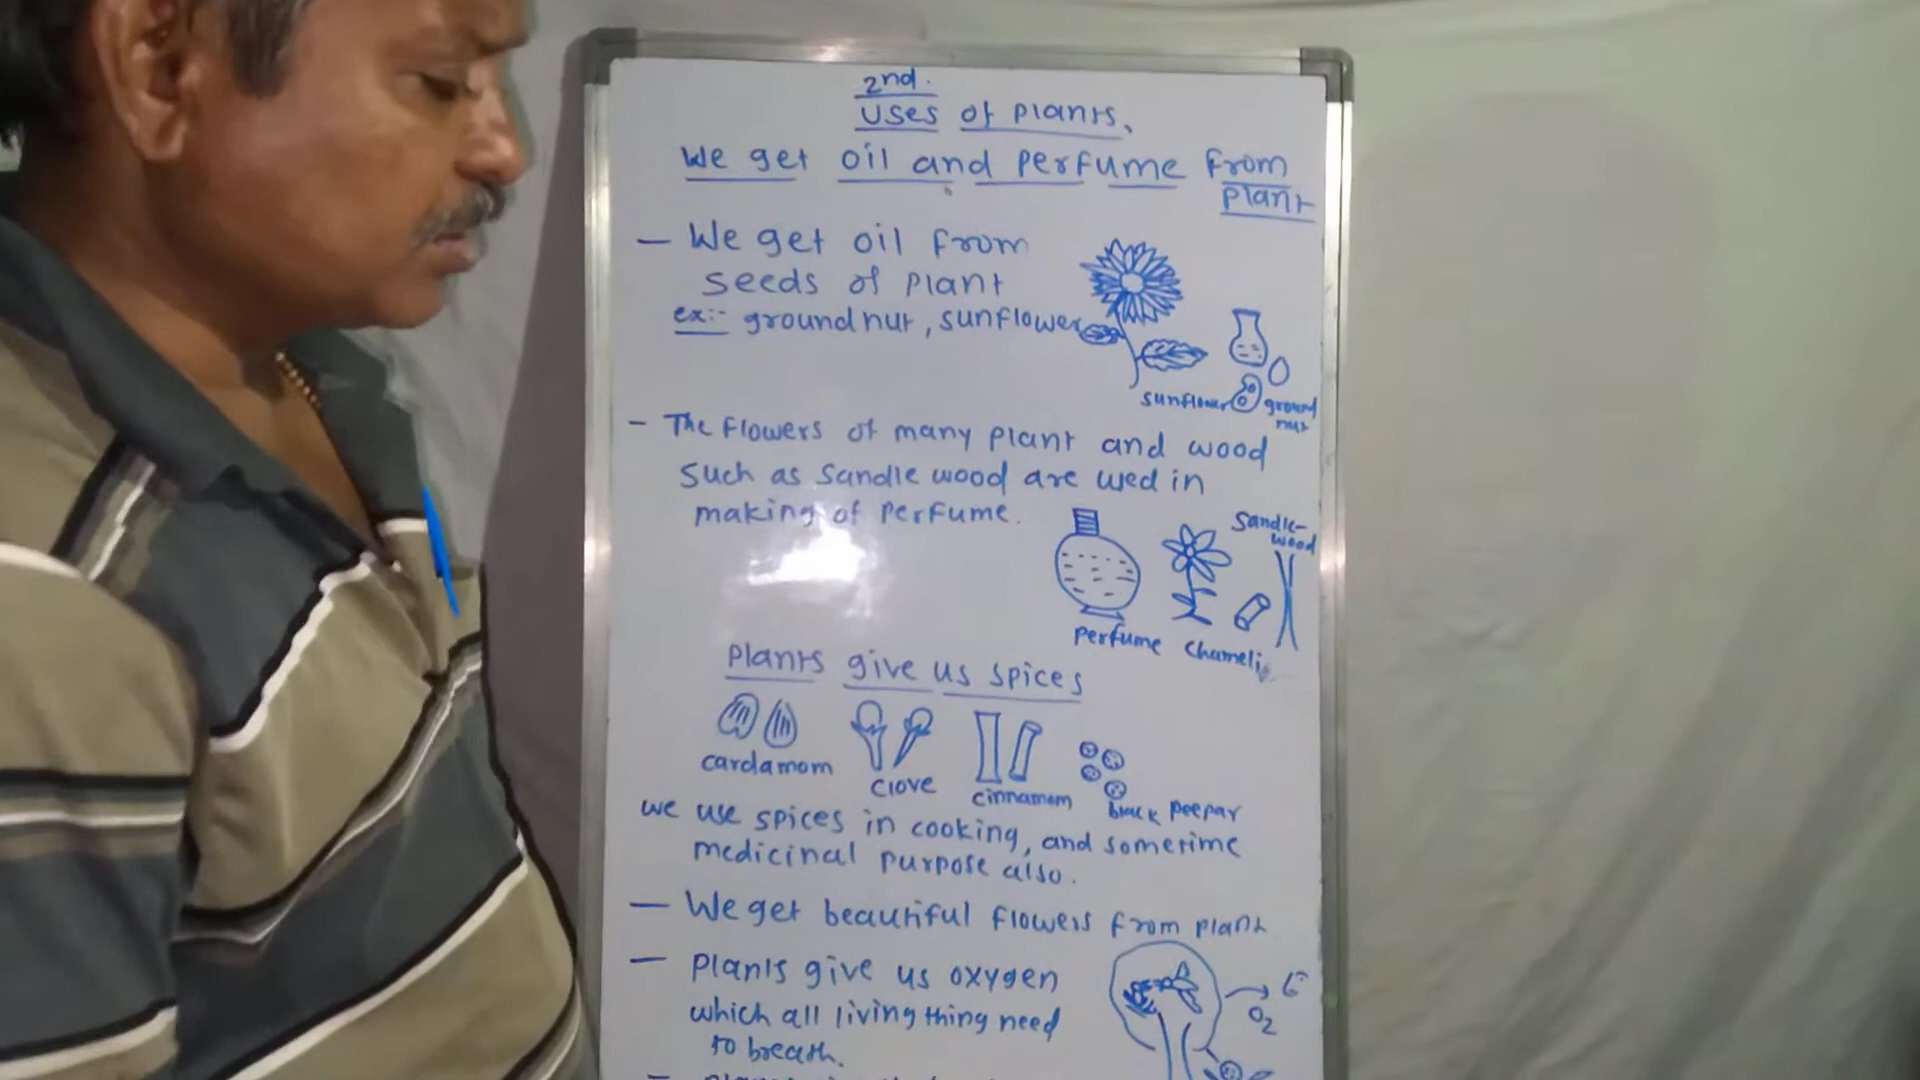 2nd.
Uses of plants.
We get oil and perfume from
plant
— We get oil from
seeds of plant
ex:- groundnut, sunflower
sunflower
ground
nut
- The flowers of many plant and wood
such as Sandle wood are used in
making of perfume.
Sandle-
wood
perfume
chameli
Plants give us spices
cardamom
clove
cinnamom
black peepar
we use spices in cooking, and sometime
medicinal purpose also.
— We get beautiful flowers from plant
— plants give us oxygen
which all living thing need
to breath.
O2